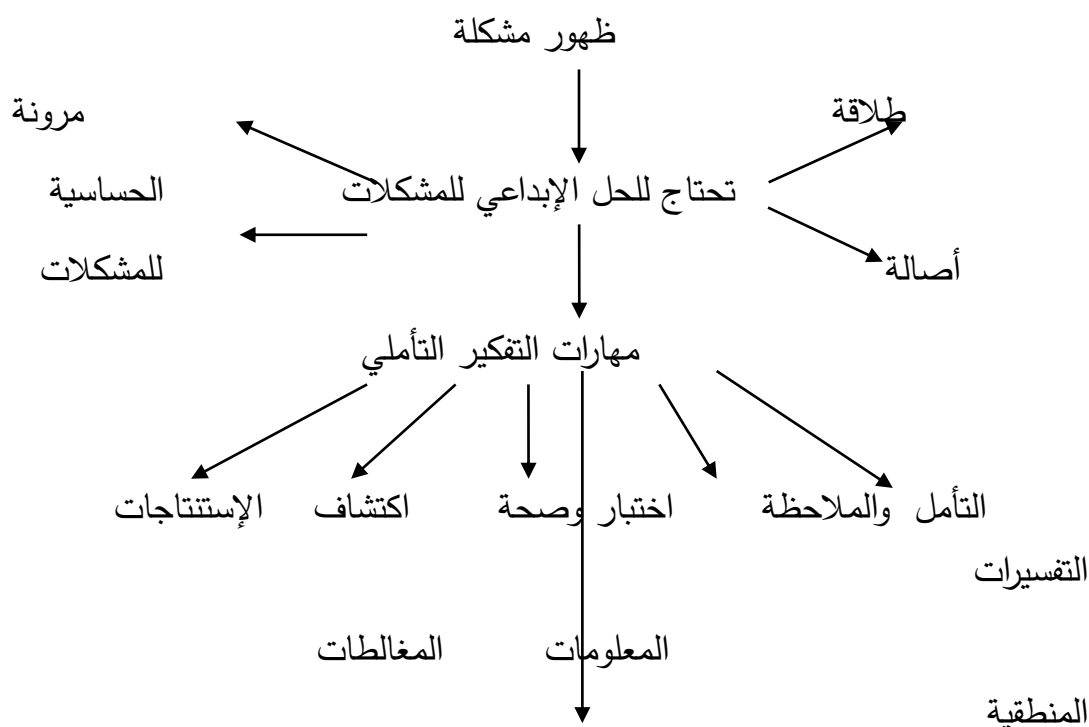 ظهور مشكلة
طلاقة مرونة
تحتاج للحل الإبداعي للمشكلات الحساسية
أصالة للمشكلات
مهارات التفكير التأملي
التأمل والملاحظة اختبار وصحة اكتشاف الإستنتاجات
التفسيرات
المعلومات المغالطات
المنطقية